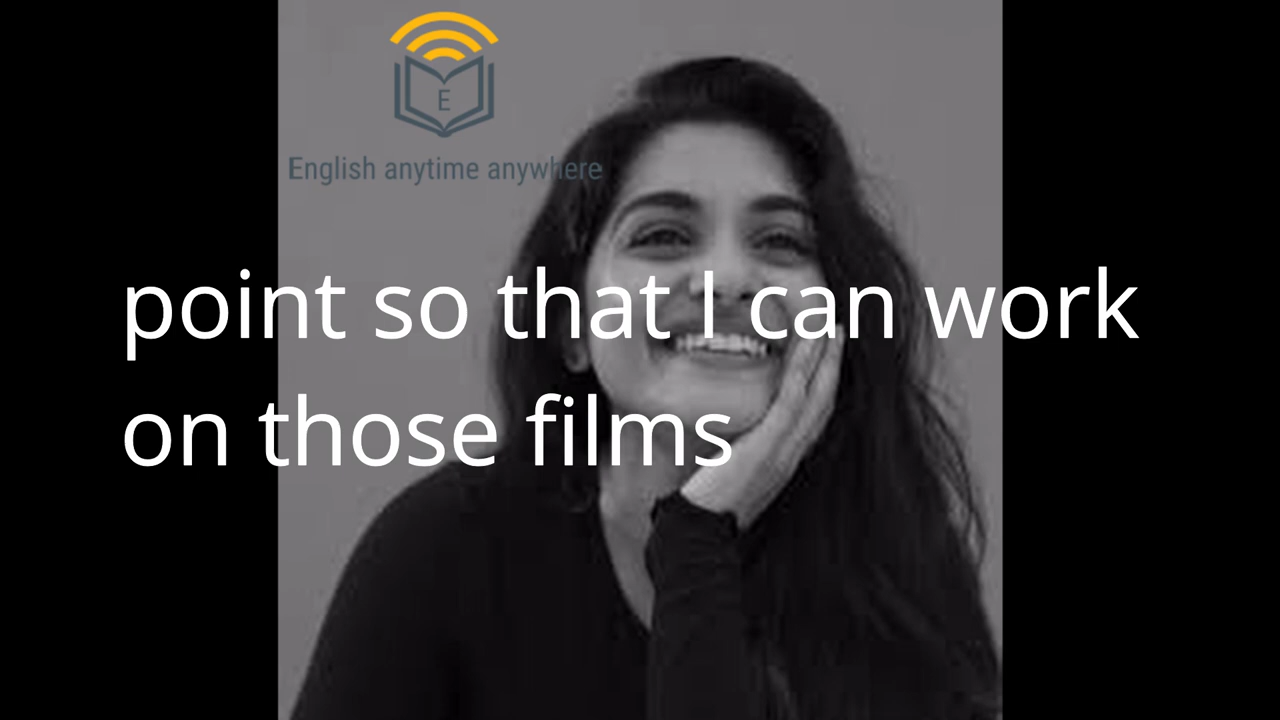 E
English anytime anywhere
point so that I can work
on those films